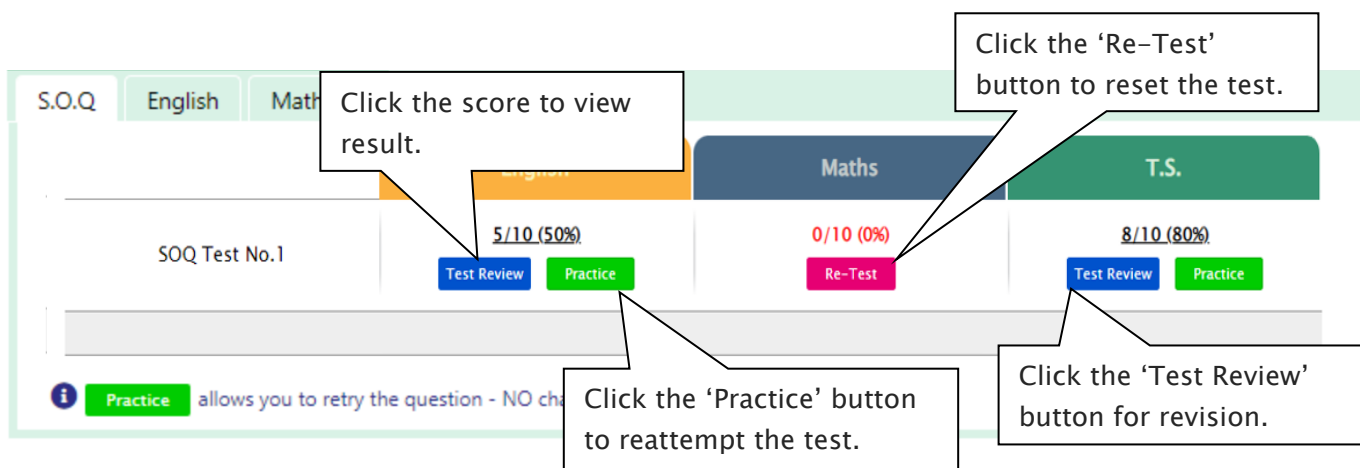 Click the ‘Re-Test’
button to reset the test.
S.O.Q English Math
Click the score to view
result.
Maths T.S.
SOQ Test No.1
5/10 (50%) 0/10 (0%) 8/10 (80%)
Test Review Practice Re-Test Test Review Practice
Practice allows you to retry the question - NO
Click the ‘Practice’ button
to reattempt the test.
Click the ‘Test Review’
button for revision.